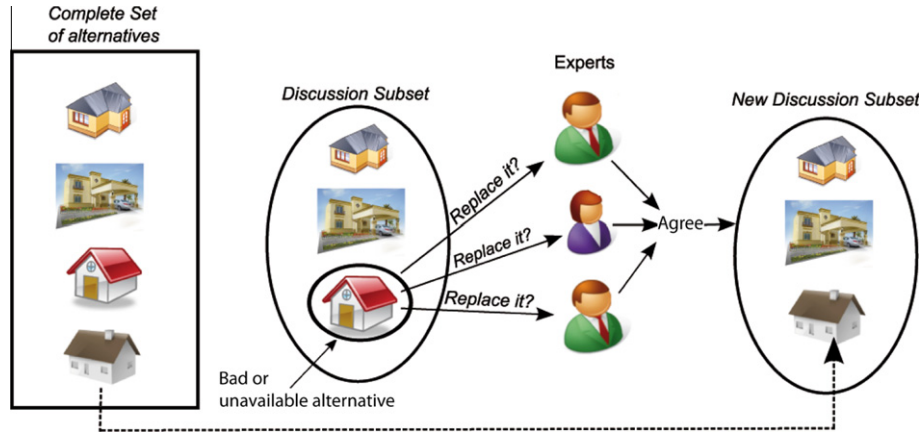 Complete Set
of alternatives
Discussion Subset
Experts
New Discussion Subset
Replace it?
Replace it?
Replace it?
Agree
Bad or
unavailable alternative